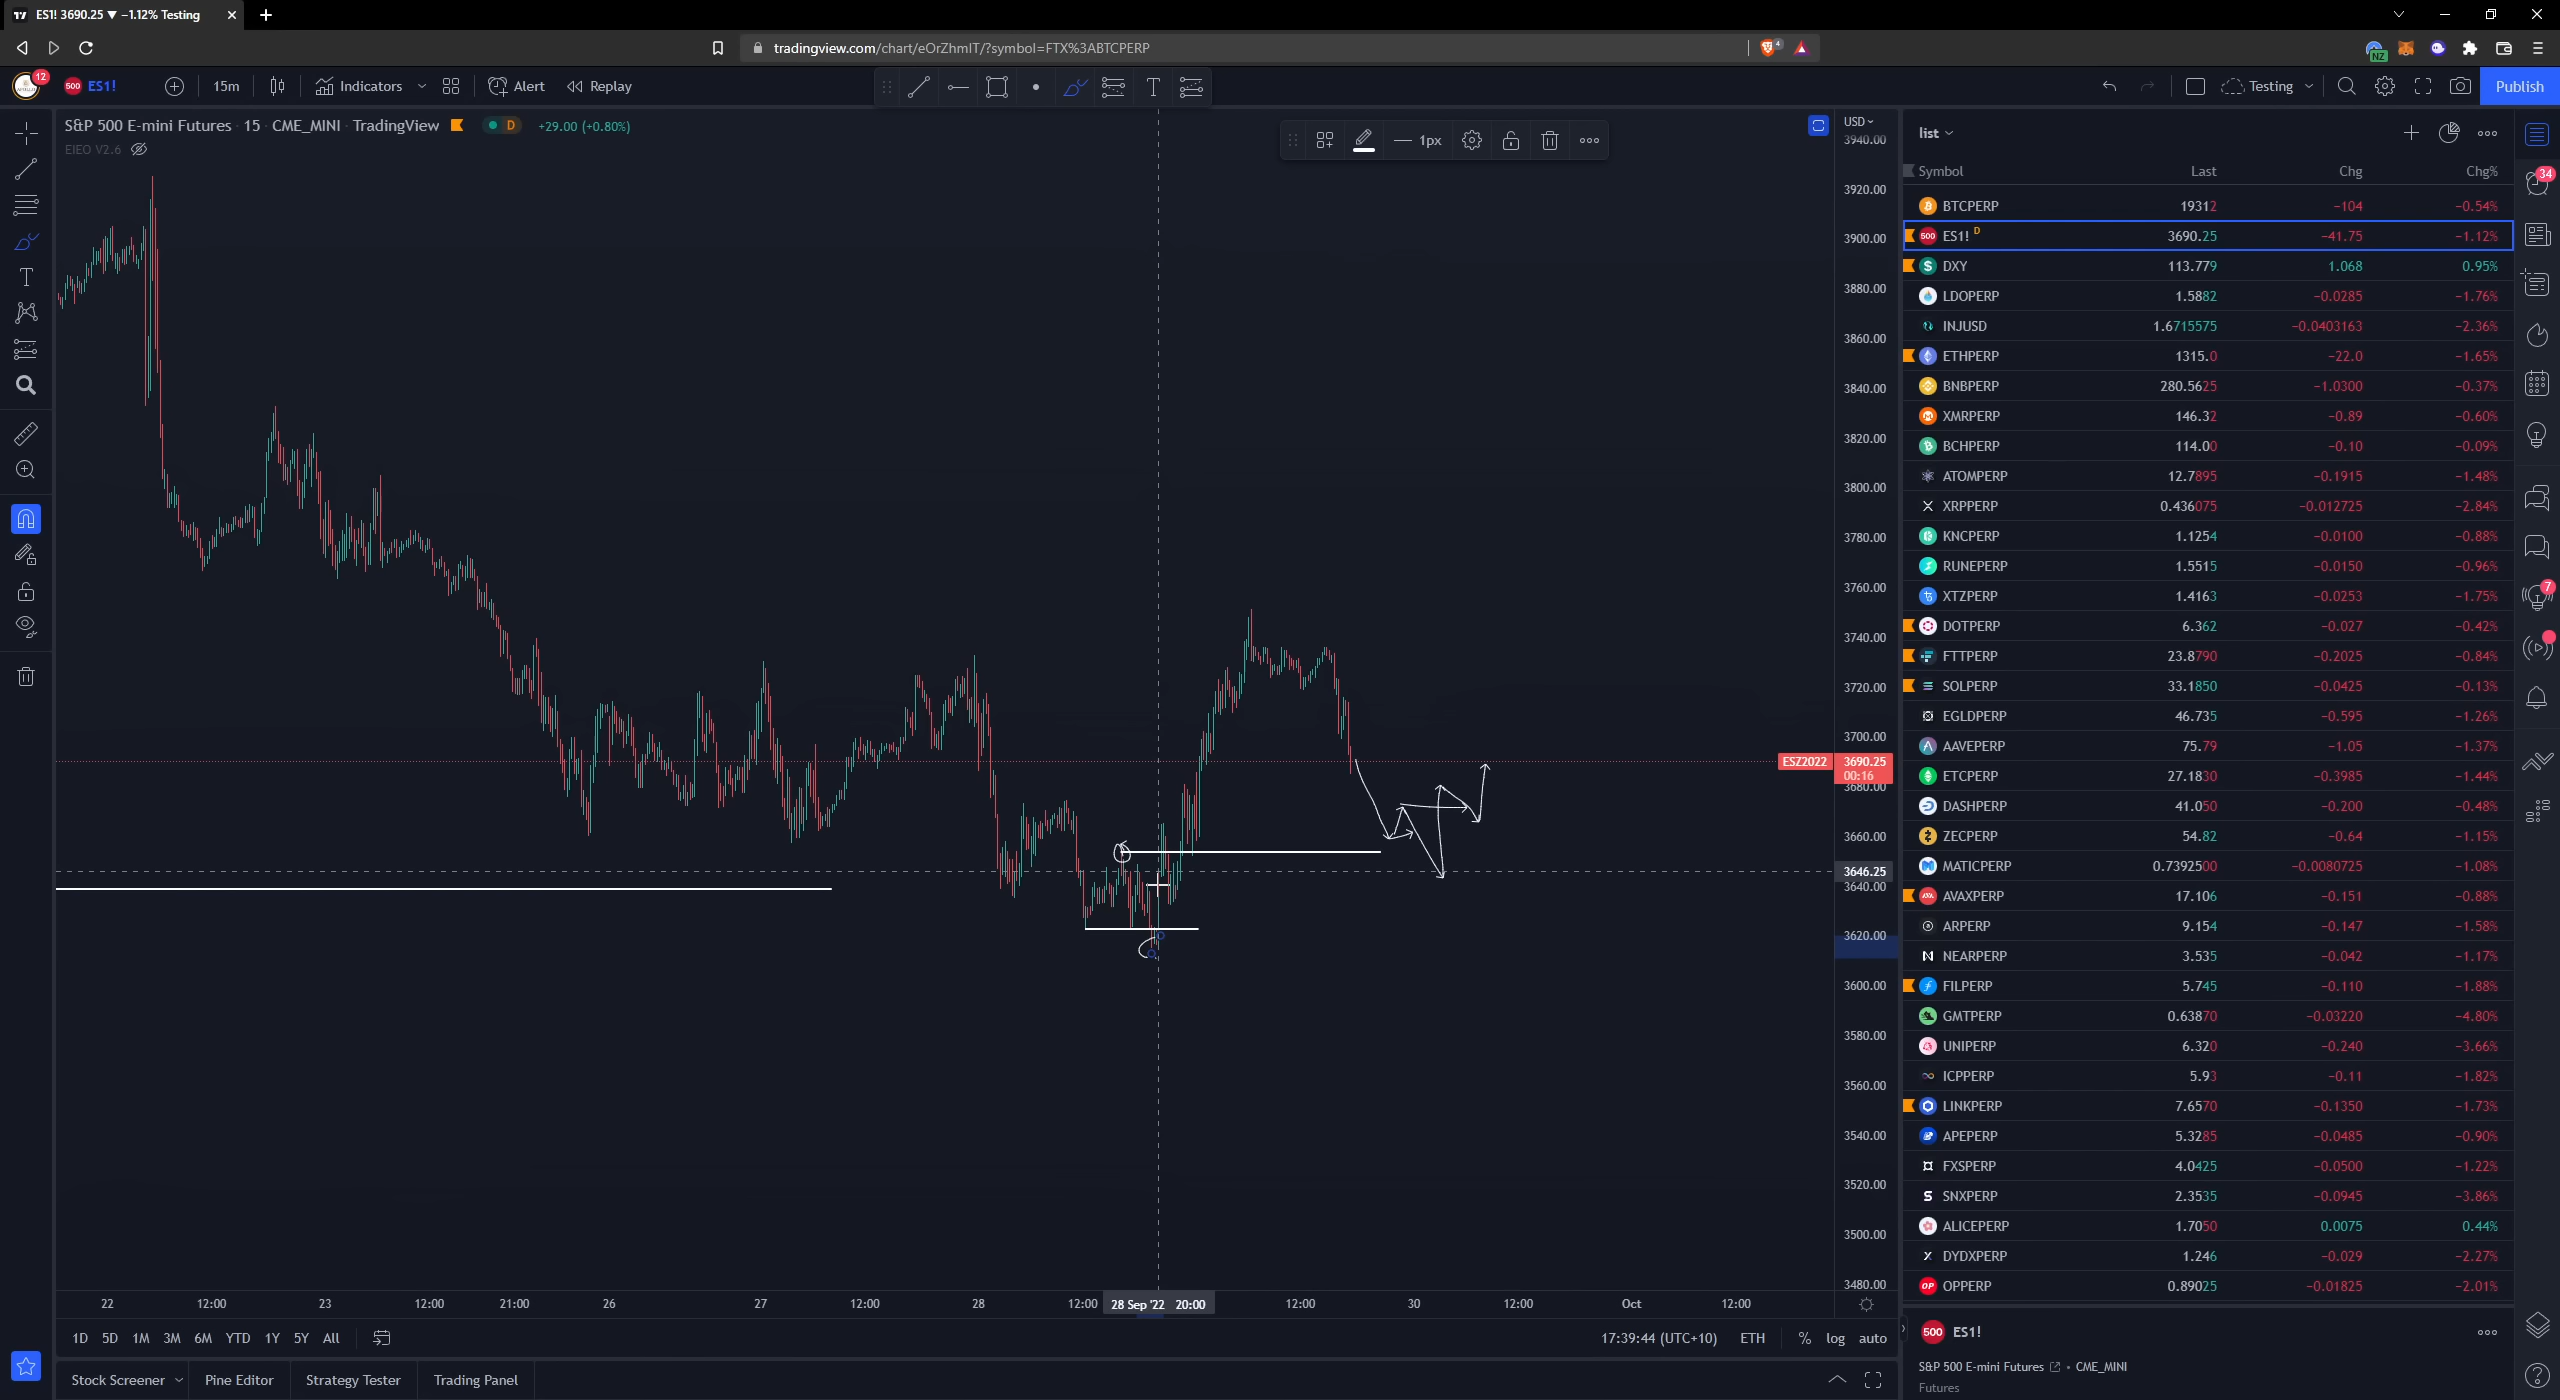 ES1! 3690.25 ▼ −1.12% Testing
tradingview.com/chart/eOrZhmIT/?symbol=FTX%3ABTCPERP
4
NZ
12
500 ES1!
15m
Indicators
Alert
Replay
Testing
Publish
S&P 500 E-mini Futures · 15 · CME_MINI · TradingView
D
+29.00 (+0.80%)
EIEO V2.6
1px
USD
3940.00
3920.00
3900.00
3880.00
3860.00
3840.00
3820.00
3800.00
3780.00
3760.00
3740.00
3720.00
3700.00
ESZ2022 3690.25
00:16
3680.00
3660.00
3646.25
3640.00
3620.00
3600.00
3580.00
3560.00
3540.00
3520.00
3500.00
3480.00
22 12:00 23 12:00 21:00 26 27 12:00 28 12:00 28 Sep '22 20:00 12:00 30 12:00 Oct 12:00
1D 5D 1M 3M 6M YTD 1Y 5Y All
17:39:44 (UTC+10) ETH % log auto
Stock Screener Pine Editor Strategy Tester Trading Panel
list
Symbol Last Chg Chg%
BTCPERP 19312 −104 −0.54%
500 ES1! D 3690.25 −41.75 −1.12%
DXY 113.779 1.068 0.95%
LDOPERP 1.5882 −0.0285 −1.76%
INJUSD 1.6715575 −0.0403163 −2.36%
ETHPERP 1315.0 −22.0 −1.65%
BNBPERP 280.5625 −1.0300 −0.37%
XMRPERP 146.32 −0.89 −0.60%
BCHPERP 114.00 −0.10 −0.09%
ATOMPERP 12.7895 −0.1915 −1.48%
XRPPERP 0.436075 −0.012725 −2.84%
KNCPERP 1.1254 −0.0100 −0.88%
RUNEPERP 1.5515 −0.0150 −0.96%
XTZPERP 1.4163 −0.0253 −1.75%
DOTPERP 6.362 −0.027 −0.42%
FTTPERP 23.8790 −0.2025 −0.84%
SOLPERP 33.1850 −0.0425 −0.13%
EGLDPERP 46.735 −0.595 −1.26%
AAVEPERP 75.79 −1.05 −1.37%
ETCPERP 27.1830 −0.3985 −1.44%
DASHPERP 41.050 −0.200 −0.48%
ZECPERP 54.82 −0.64 −1.15%
MATICPERP 0.7392500 −0.0080725 −1.08%
AVAXPERP 17.106 −0.151 −0.88%
ARPERP 9.154 −0.147 −1.58%
NEARPERP 3.535 −0.042 −1.17%
FILPERP 5.745 −0.110 −1.88%
GMTPERP 0.63870 −0.03220 −4.80%
UNIPERP 6.320 −0.240 −3.66%
ICPPERP 5.93 −0.11 −1.82%
LINKPERP 7.6570 −0.1350 −1.73%
APEPERP 5.3285 −0.0485 −0.90%
FXSPERP 4.0425 −0.0500 −1.22%
SNXPERP 2.3535 −0.0945 −3.86%
ALICEPERP 1.7050 0.0075 0.44%
DYDXPERP 1.246 −0.029 −2.27%
OP OPPERP 0.89025 −0.01825 −2.01%
500 ES1!
S&P 500 E-mini Futures • CME_MINI
Futures
34
7